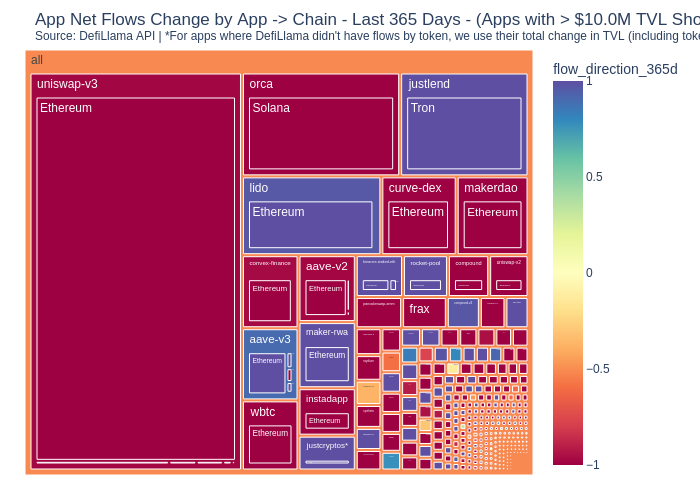 App Net Flows Change by App -> Chain - Last 365 Days - (Apps with > $10.0M TVL Sho
Source: DefiLlama API | *For apps where DefiLlama didn't have flows by token, we use their total change in TVL (including toke
all
flow_direction_365d
uniswap-v3
Ethereum
orca
Solana
justlend
Tron
lido
Ethereum
curve-dex
Ethereum
makerdao
Ethereum
convex-finance
Ethereum
aave-v2
Ethereum
rocket-pool
compound
uniswap-v2
frax
aave-v3
Ethereum
maker-rwa
Ethereum
wbtc
Ethereum
instadapp
Ethereum
justcryptos*
1
0.5
0
−0.5
−1